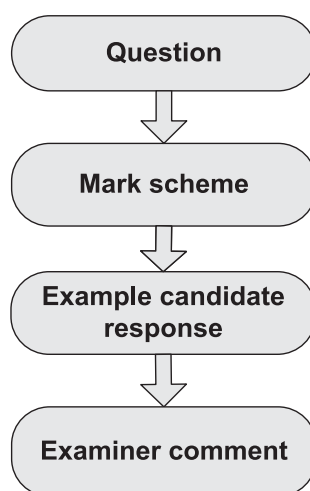 Question
Mark scheme
Example candidate
response
Examiner comment